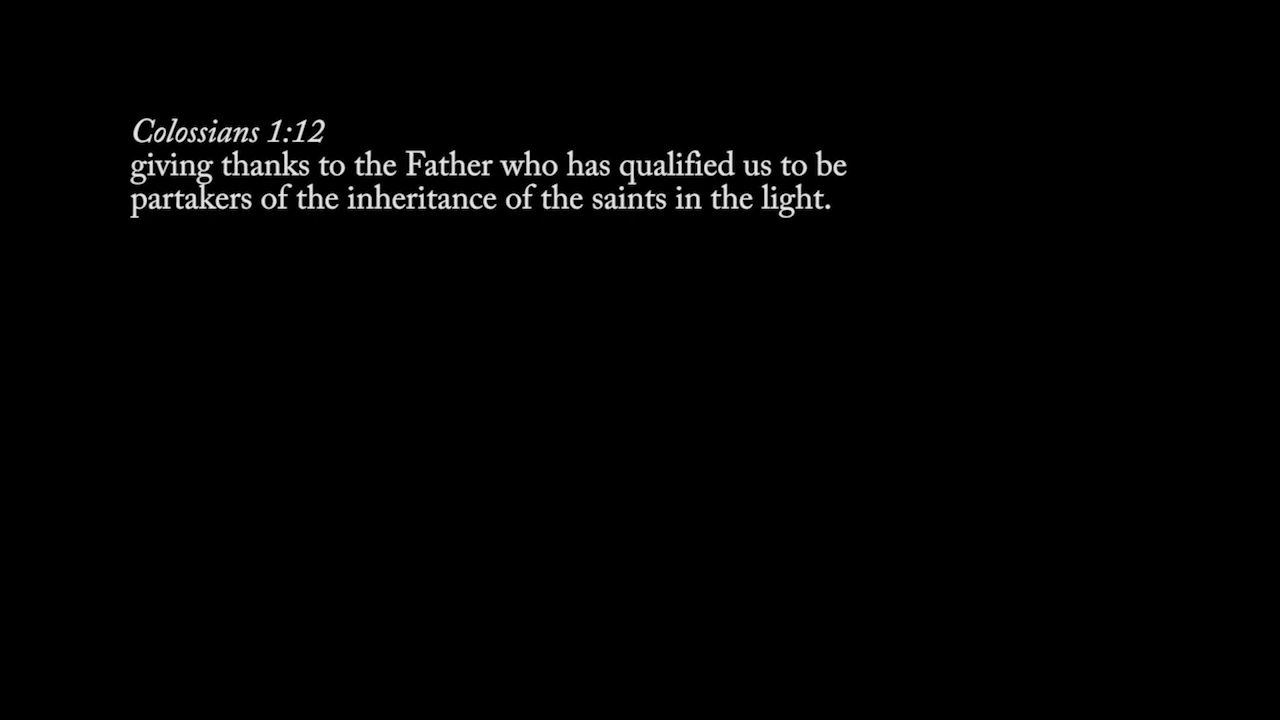 Colossians 1:12
giving thanks to the Father who has qualified us to be
partakers of the inheritance of the saints in the light.